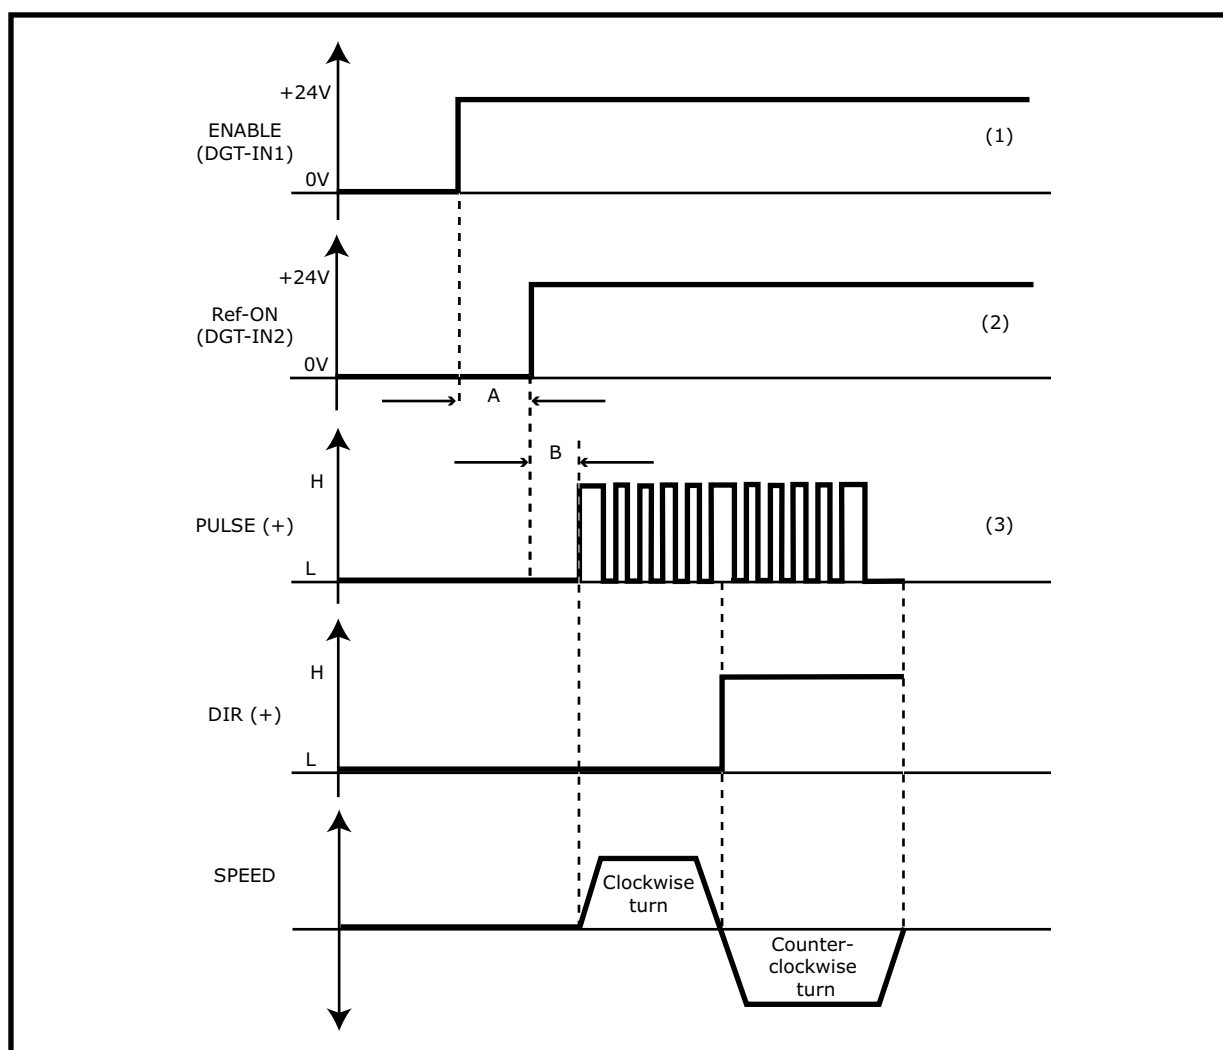 +24V
ENABLE
(DGT-IN1)
(1)
0V
+24V
Ref-ON
(DGT-IN2)
(2)
0V
A
B
H
PULSE (+)
(3)
L
H
DIR (+)
L
SPEED
Clockwise
turn
Counter-
clockwise
turn